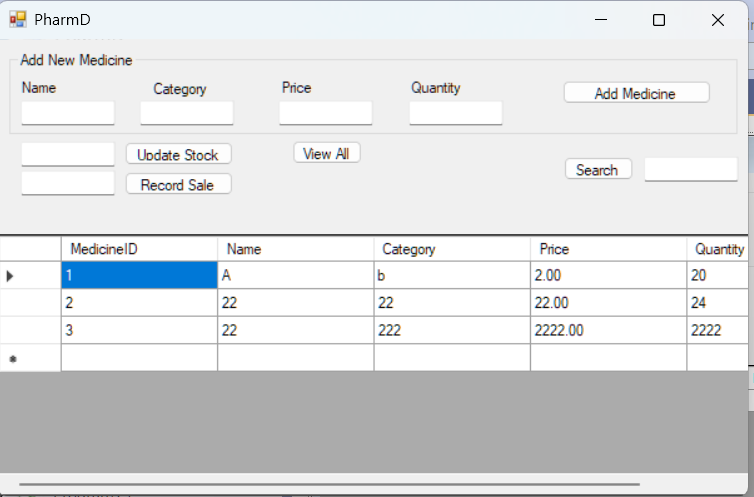 PharmD
Add New Medicine
Name Category Price Quantity
Add Medicine
Update Stock View All
Search
Record Sale
MedicineID Name Category Price Quantity
1 A b 2.00 20
2 22 22 22.00 24
3 22 222 2222.00 2222